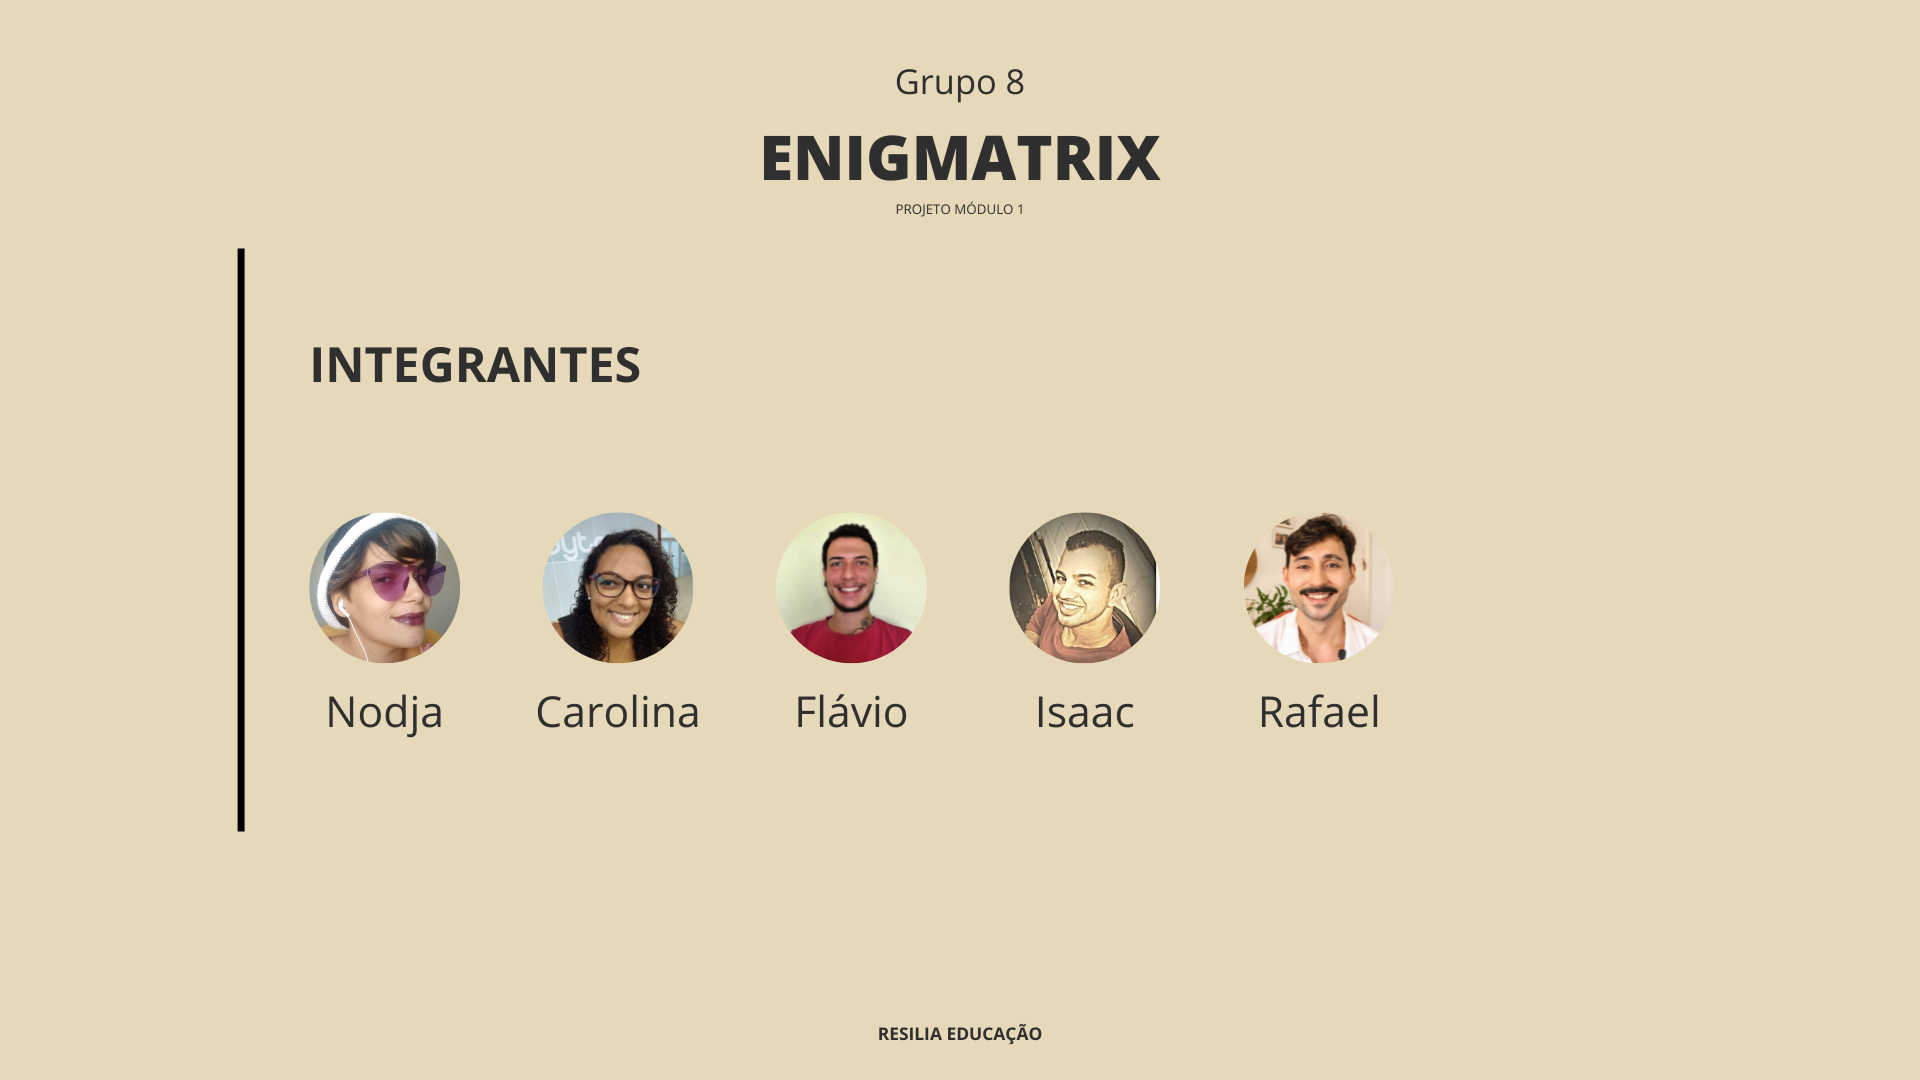 Grupo 8
ENIGMATRIX
PROJETO MÓDULO 1
INTEGRANTES
Nodja
Carolina
Flávio
Isaac
Rafael
RESILIA EDUCAÇÃO